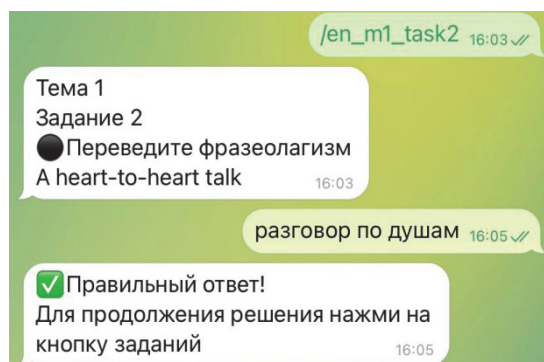 /en_m1_task2 16:03
Тема 1
Задание 2
Переведите фразеолагизм
A heart-to-heart talk 16:03
разговор по душам 16:05
Правильный ответ!
Для продолжения решения нажми на
кнопку заданий 16:05